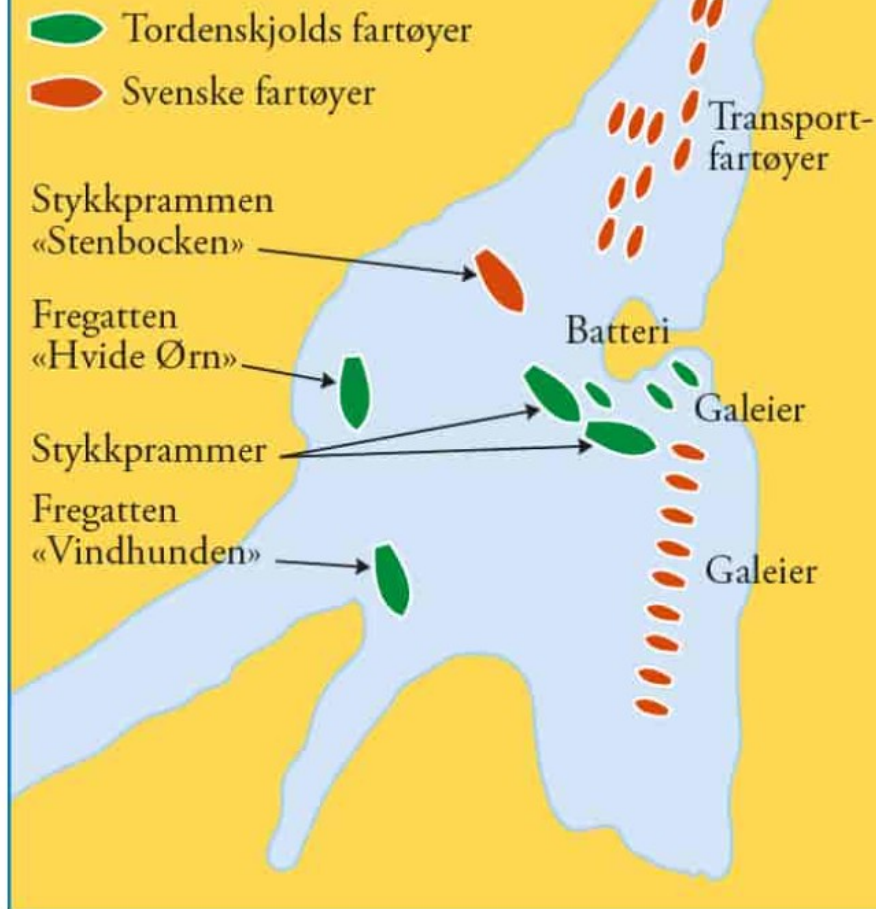 Tordenskjolds fartøyer
Svenske fartøyer
Transport-
fartøyer
Stykkprammen
«Stenbocken»
Fregatten
«Hvide Ørn»
Batteri
Galeier
Stykkprammer
Fregatten
«Vindhunden»
Galeier